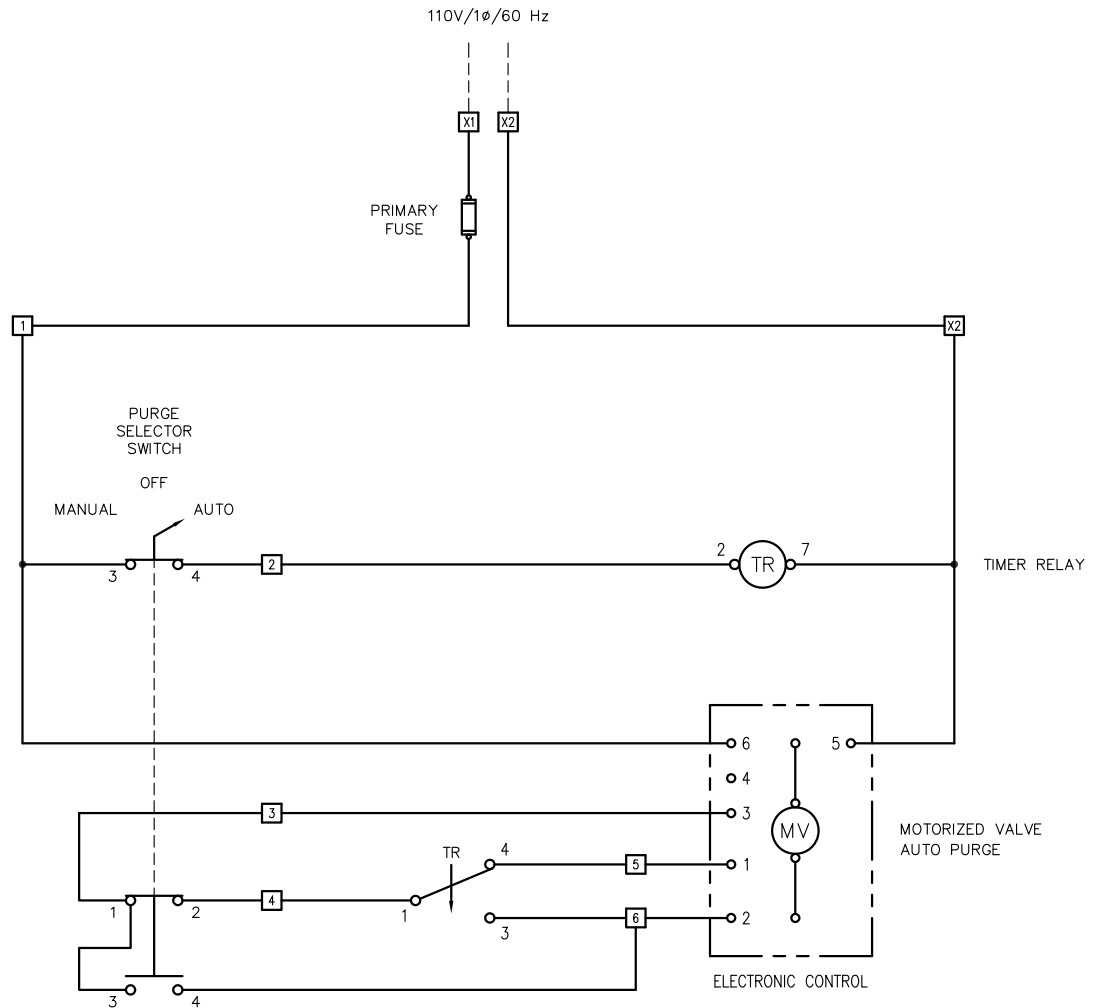 110V/1ø/60 Hz
X1 X2
PRIMARY
FUSE
1
X2
PURGE
SELECTOR
SWITCH
OFF
MANUAL AUTO
3 4
2
2 TR 7
TIMER RELAY
6 5
4
3
3
MV
MOTORIZED VALVE
AUTO PURGE
TR 4
5
1
1 2
4
1
3
6
2
3 4
ELECTRONIC CONTROL